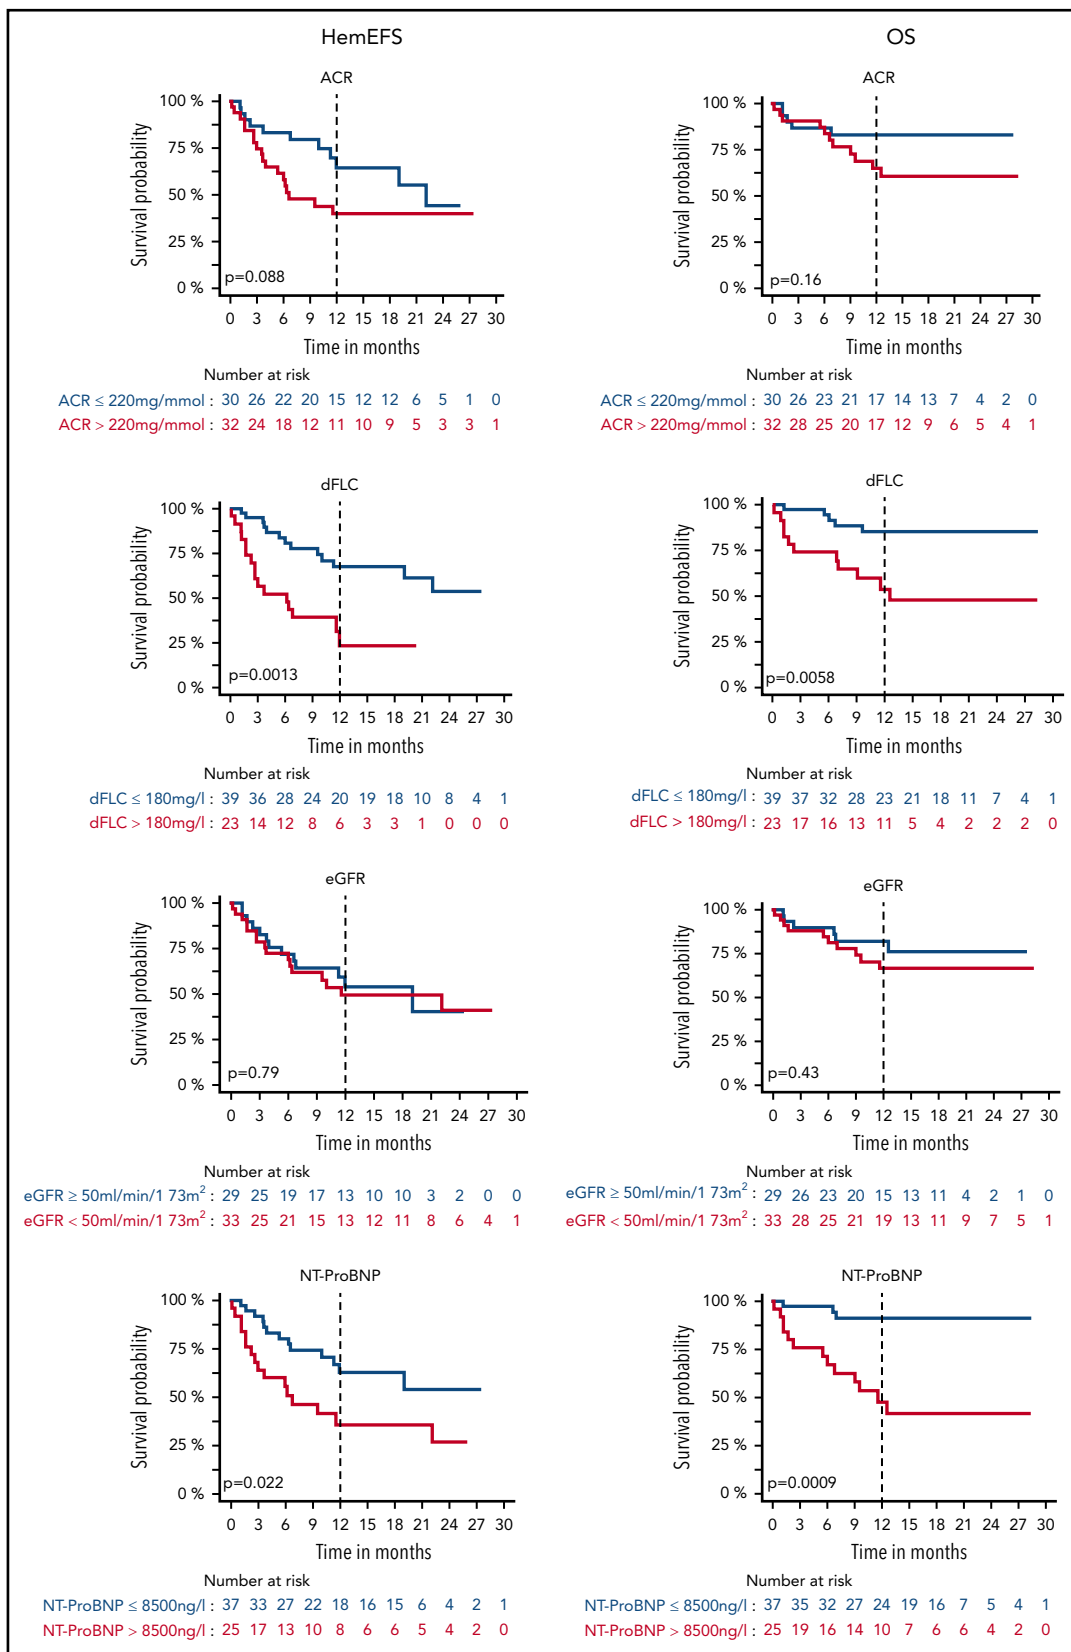 HemEFS
OS
ACR
100 %
75 %
50 %
25 %
0 %
Survival probability
p=0.088
0 3 6 9 12 15 18 21 24 27 30
Time in months
Number at risk
ACR ≤ 220mg/mmol : 30 26 22 20 15 12 12 6 5 1 0
ACR > 220mg/mmol : 32 24 18 12 11 10 9 5 3 3 1
ACR
100 %
75 %
50 %
25 %
0 %
Survival probability
p=0.16
0 3 6 9 12 15 18 21 24 27 30
Time in months
Number at risk
ACR ≤ 220mg/mmol : 30 26 23 21 17 14 13 7 4 2 0
ACR > 220mg/mmol : 32 28 25 20 17 12 9 6 5 4 1
dFLC
100 %
75 %
50 %
25 %
0 %
Survival probability
p=0.0013
0 3 6 9 12 15 18 21 24 27 30
Time in months
Number at risk
dFLC ≤ 180mg/l : 39 36 28 24 20 19 18 10 8 4 1
dFLC > 180mg/l : 23 14 12 8 6 3 3 1 0 0 0
dFLC
100 %
75 %
50 %
25 %
0 %
Survival probability
p=0.0058
0 3 6 9 12 15 18 21 24 27 30
Time in months
Number at risk
dFLC ≤ 180mg/l : 39 37 32 28 23 21 18 11 7 4 1
dFLC > 180mg/l : 23 17 16 13 11 5 4 2 2 2 0
eGFR
100 %
75 %
50 %
25 %
0 %
Survival probability
p=0.79
0 3 6 9 12 15 18 21 24 27 30
Time in months
Number at risk
eGFR ≥ 50ml/min/1 73m² : 29 25 19 17 13 10 10 3 2 0 0
eGFR < 50ml/min/1 73m² : 33 25 21 15 13 12 11 8 6 4 1
eGFR
100 %
75 %
50 %
25 %
0 %
Survival probability
p=0.43
0 3 6 9 12 15 18 21 24 27 30
Time in months
Number at risk
eGFR ≥ 50ml/min/1 73m² : 29 26 23 20 15 13 11 4 2 1 0
eGFR < 50ml/min/1 73m² : 33 28 25 21 19 13 11 9 7 5 1
NT-ProBNP
100 %
75 %
50 %
25 %
0 %
Survival probability
p=0.022
0 3 6 9 12 15 18 21 24 27 30
Time in months
Number at risk
NT-ProBNP ≤ 8500ng/l : 37 33 27 22 18 16 15 6 4 2 1
NT-ProBNP > 8500ng/l : 25 17 13 10 8 6 6 5 4 2 0
NT-ProBNP
100 %
75 %
50 %
25 %
0 %
Survival probability
p=0.0009
0 3 6 9 12 15 18 21 24 27 30
Time in months
Number at risk
NT-ProBNP ≤ 8500ng/l : 37 35 32 27 24 19 16 7 5 4 1
NT-ProBNP > 8500ng/l : 25 19 16 14 10 7 6 6 4 2 0